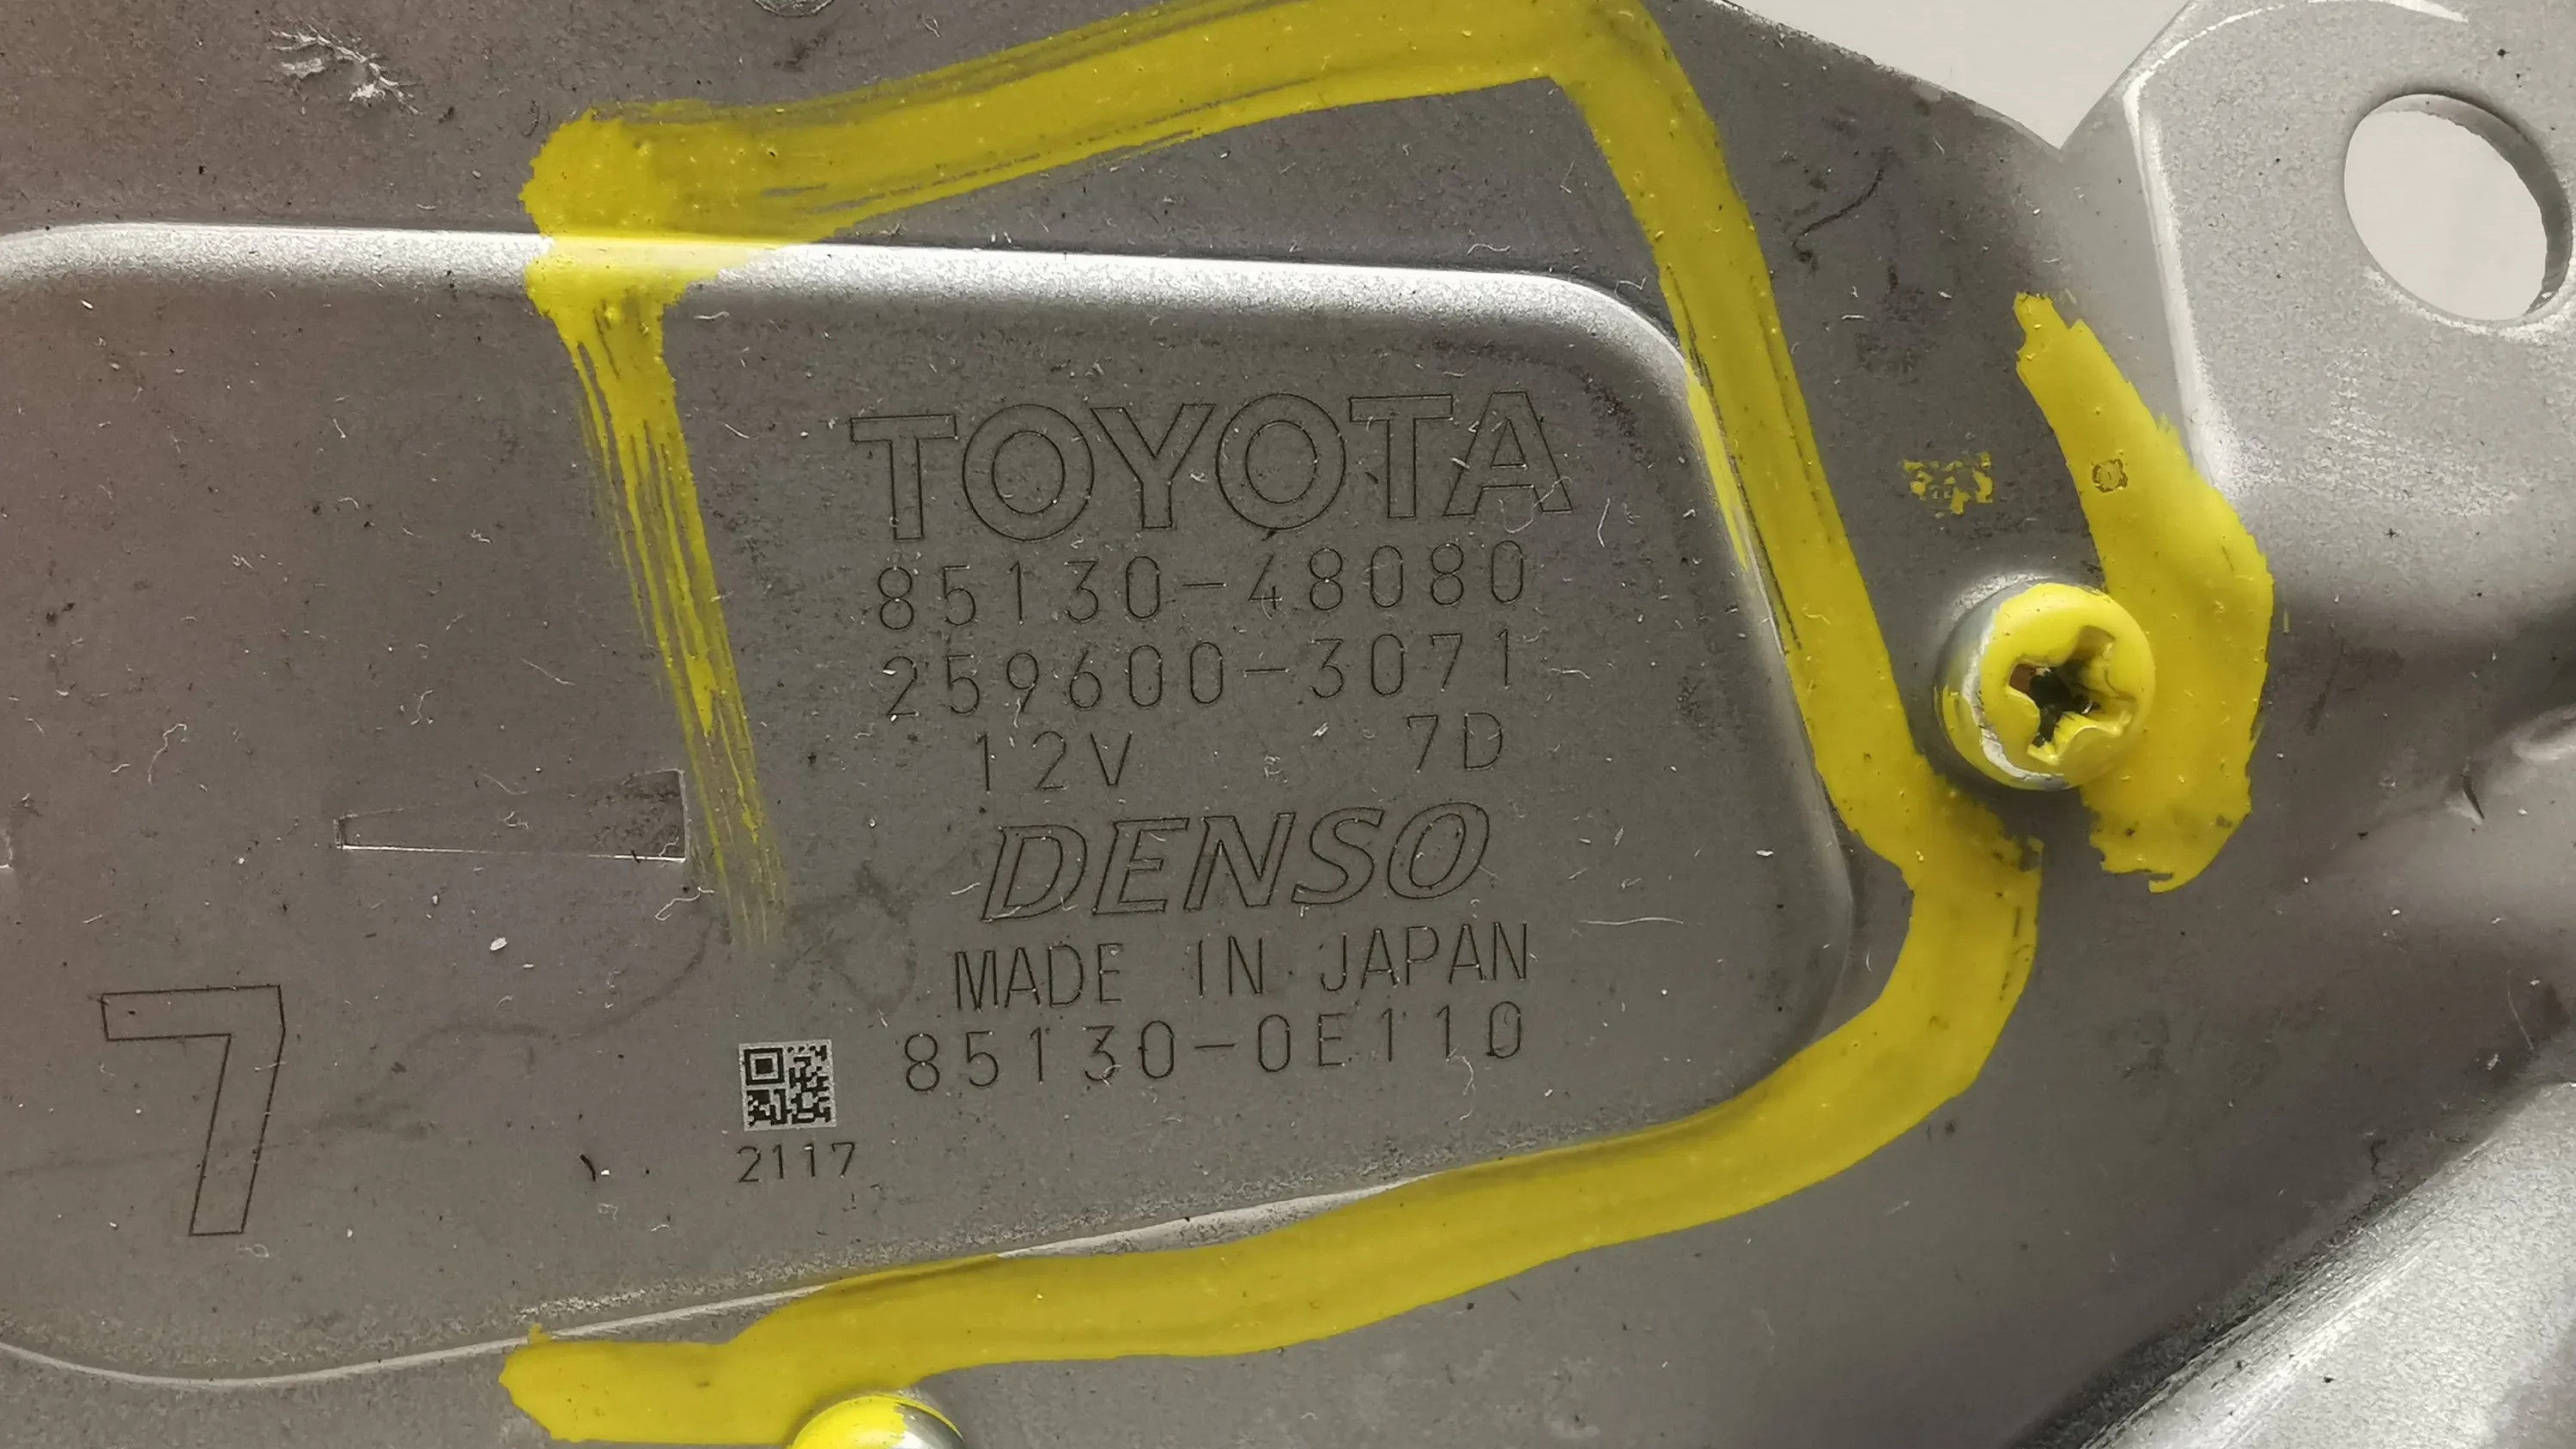 TOYOTA
85130-48080
259600-3071
12V 7D
DENSO
MADE IN JAPAN
85130-0E110
2117
7